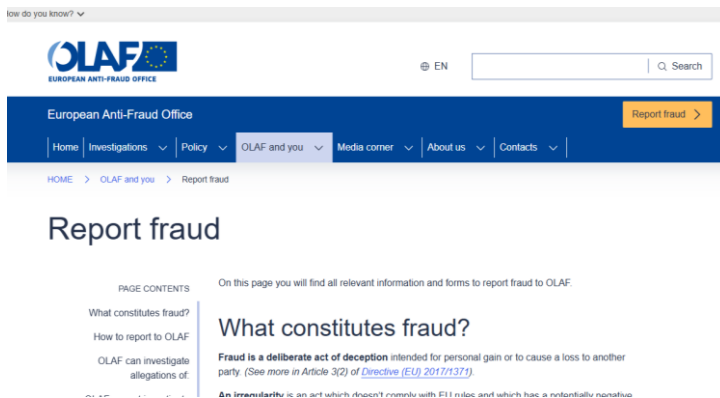 How do you know?
OLAF
EUROPEAN ANTI-FRAUD OFFICE
EN
Search
European Anti-Fraud Office
Report fraud
Home Investigations Policy OLAF and you Media corner About us Contacts
HOME > OLAF and you > Report fraud
Report fraud
PAGE CONTENTS
What constitutes fraud?
How to report to OLAF
OLAF can investigate
allegations of:
On this page you will find all relevant information and forms to report fraud to OLAF.
What constitutes fraud?
Fraud is a deliberate act of deception intended for personal gain or to cause a loss to another
party. (See more in Article 3(2) of Directive (EU) 2017/1371).
An irregularity is an act which doesn't comply with EU rules and which has a potentially negative